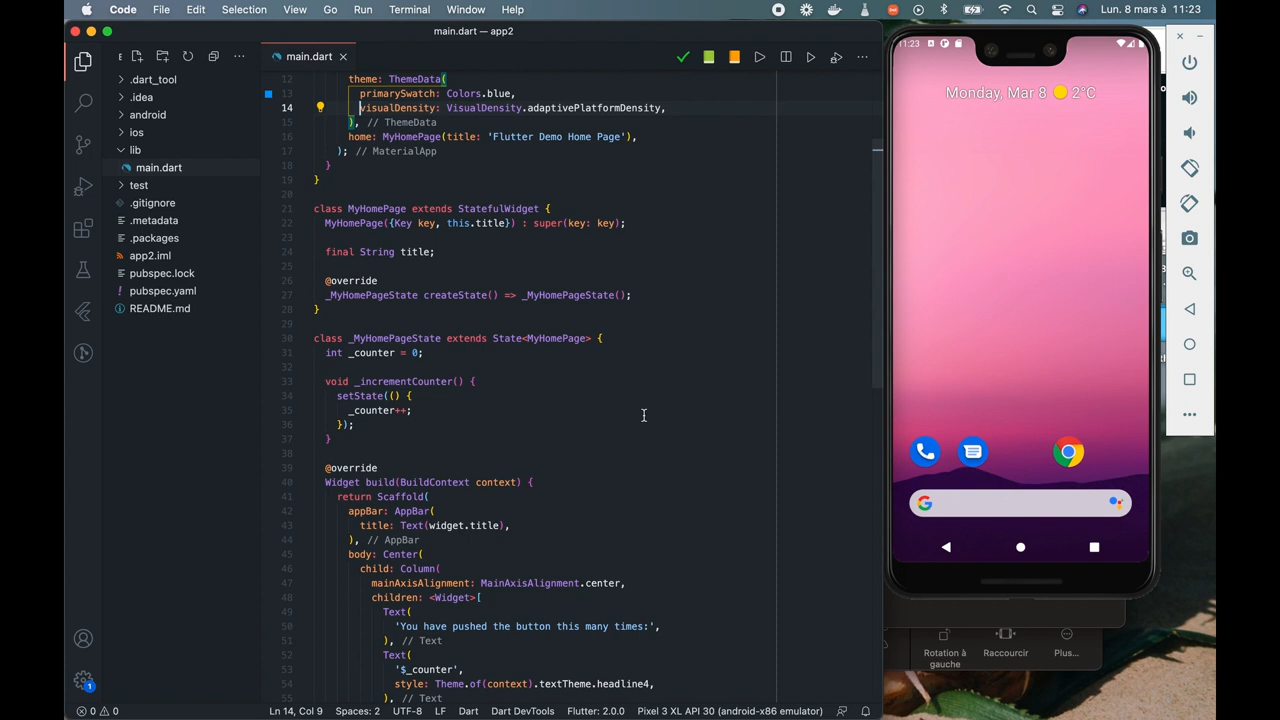 Code File Edit Selection View Go Run Terminal Window Help
Lun. 8 mars à 11:23
main.dart — app2
main.dart
.dart_tool
.idea
android
ios
lib
main.dart
test
.gitignore
.metadata
.packages
app2.iml
pubspec.lock
pubspec.yaml
README.md
12 theme: ThemeData(
13 primarySwatch: Colors.blue,
14 visualDensity: VisualDensity.adaptivePlatformDensity,
15 ), // ThemeData
16 home: MyHomePage(title: 'Flutter Demo Home Page'),
17 ); // MaterialApp
18 }
19 }
20
21 class MyHomePage extends StatefulWidget {
22 MyHomePage({Key key, this.title}) : super(key: key);
23
24 final String title;
25
26 @override
27 _MyHomePageState createState() => _MyHomePageState();
28 }
29
30 class _MyHomePageState extends State<MyHomePage> {
31 int _counter = 0;
32
33 void _incrementCounter() {
34 setState(() {
35 _counter++;
36 });
37 }
38
39 @override
40 Widget build(BuildContext context) {
41 return Scaffold(
42 appBar: AppBar(
43 title: Text(widget.title),
44 ), // AppBar
45 body: Center(
46 child: Column(
47 mainAxisAlignment: MainAxisAlignment.center,
48 children: <Widget>[
49 Text(
50 'You have pushed the button this many times:',
51 ), // Text
52 Text(
53 '$_counter',
54 style: Theme.of(context).textTheme.headline4,
55 ), // Text
11:23
Monday, Mar 8 2°C
G
Rotation à
gauche
Raccourcir
Plus...
1
0 0
Ln 14, Col 9 Spaces: 2 UTF-8 LF Dart Dart DevTools Flutter: 2.0.0 Pixel 3 XL API 30 (android-x86 emulator)